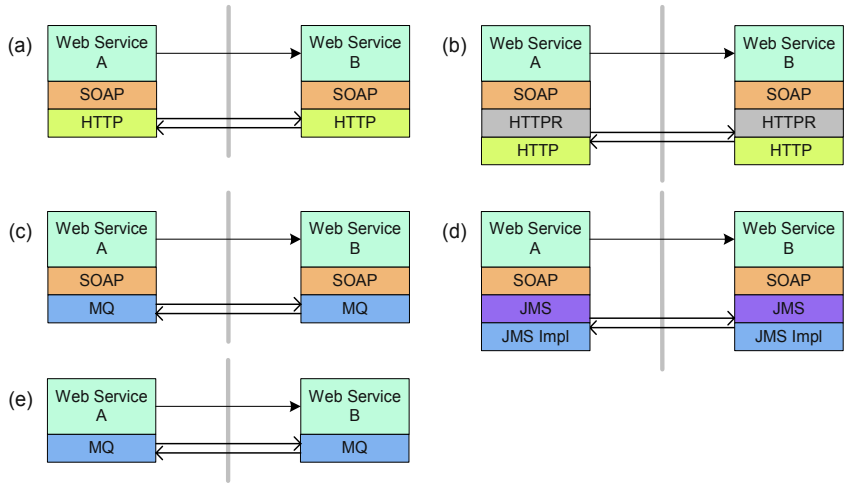 (a)
Web Service
A
SOAP
HTTP
Web Service
B
SOAP
HTTP
(b)
Web Service
A
SOAP
HTTPR
HTTP
Web Service
B
SOAP
HTTPR
HTTP
(c)
Web Service
A
SOAP
MQ
Web Service
B
SOAP
MQ
(d)
Web Service
A
SOAP
JMS
JMS Impl
Web Service
B
SOAP
JMS
JMS Impl
(e)
Web Service
A
MQ
Web Service
B
MQ